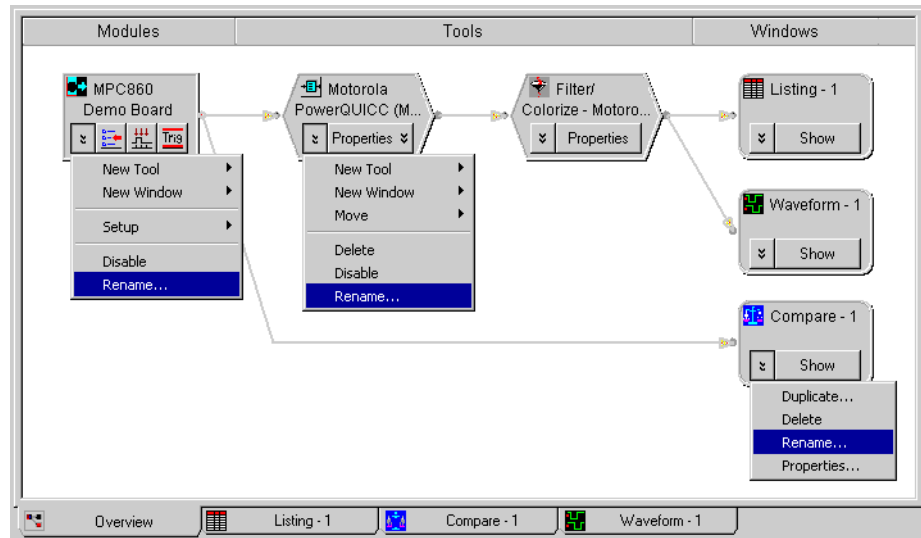 Modules Tools Windows
MPC860
Demo Board
Trig
New Tool
New Window
Setup
Disable
Rename...
Motorola
PowerQUICC (M...
Properties
New Tool
New Window
Move
Delete
Disable
Rename...
Filter/
Colorize - Motoro...
Properties
Listing - 1
Show
Waveform - 1
Show
Compare - 1
Show
Duplicate...
Delete
Rename...
Properties...
Overview Listing - 1 Compare - 1 Waveform - 1